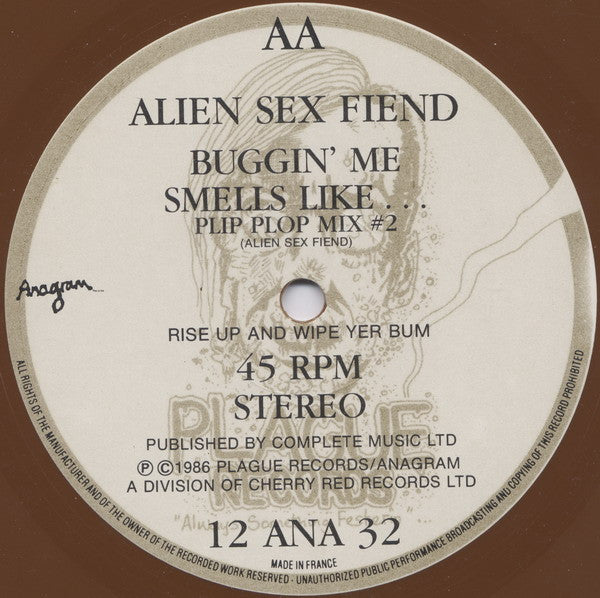 AA
ALIEN SEX FIEND
BUGGIN' ME
SMELLS LIKE . . .
PLIP PLOP MIX #2
(ALIEN SEX FIEND)
Anagram
RISE UP AND WIPE YER BUM
45 RPM
STEREO
PLAGUE
PUBLISHED BY COMPLETE MUSIC LTD
Ⓟ ©1986 PLAGUE RECORDS/ANAGRAM
A DIVISION OF CHERRY RED RECORDS LTD
RECORDS
"Always Something Festering"
12 ANA 32
MADE IN FRANCE
ALL RIGHTS OF THE MANUFACTURER AND OF THE OWNER OF THE RECORDED WORK RESERVED - UNAUTHORIZED PUBLIC PERFORMANCE BROADCASTING AND COPYING OF THIS RECORD PROHIBITED